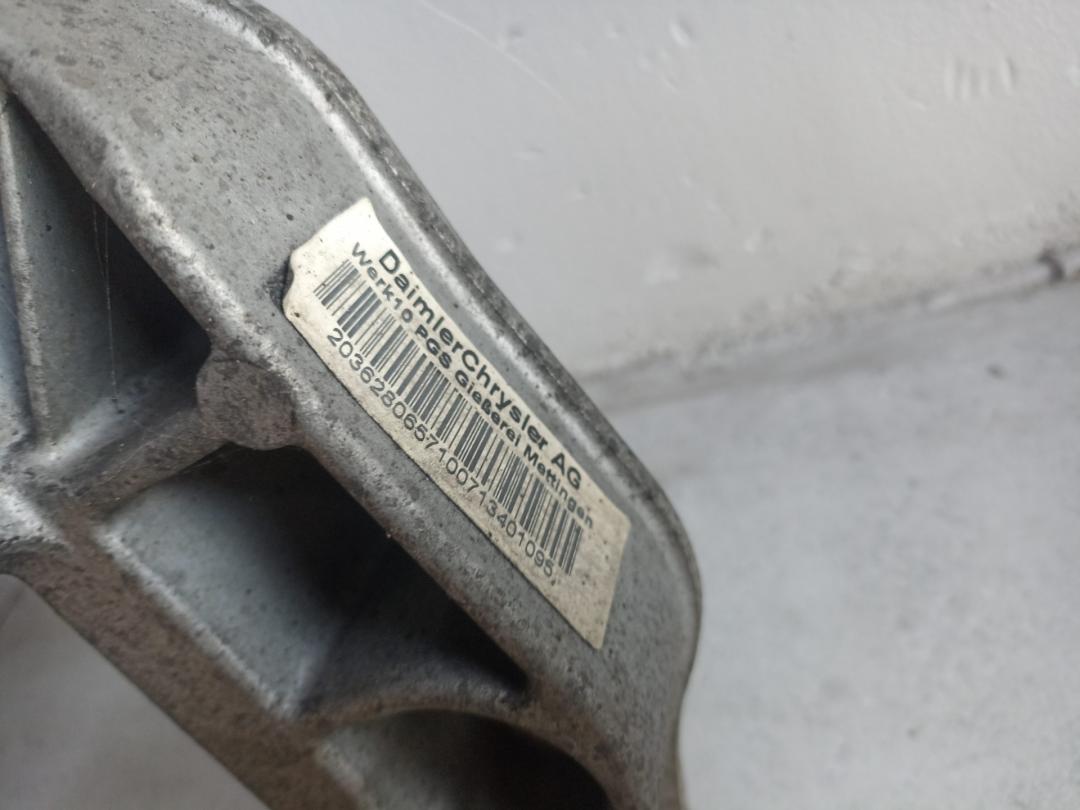 DaimlerChrysler AG
Werk10 PGS Gießerei Mettingen
2036280657100713401095